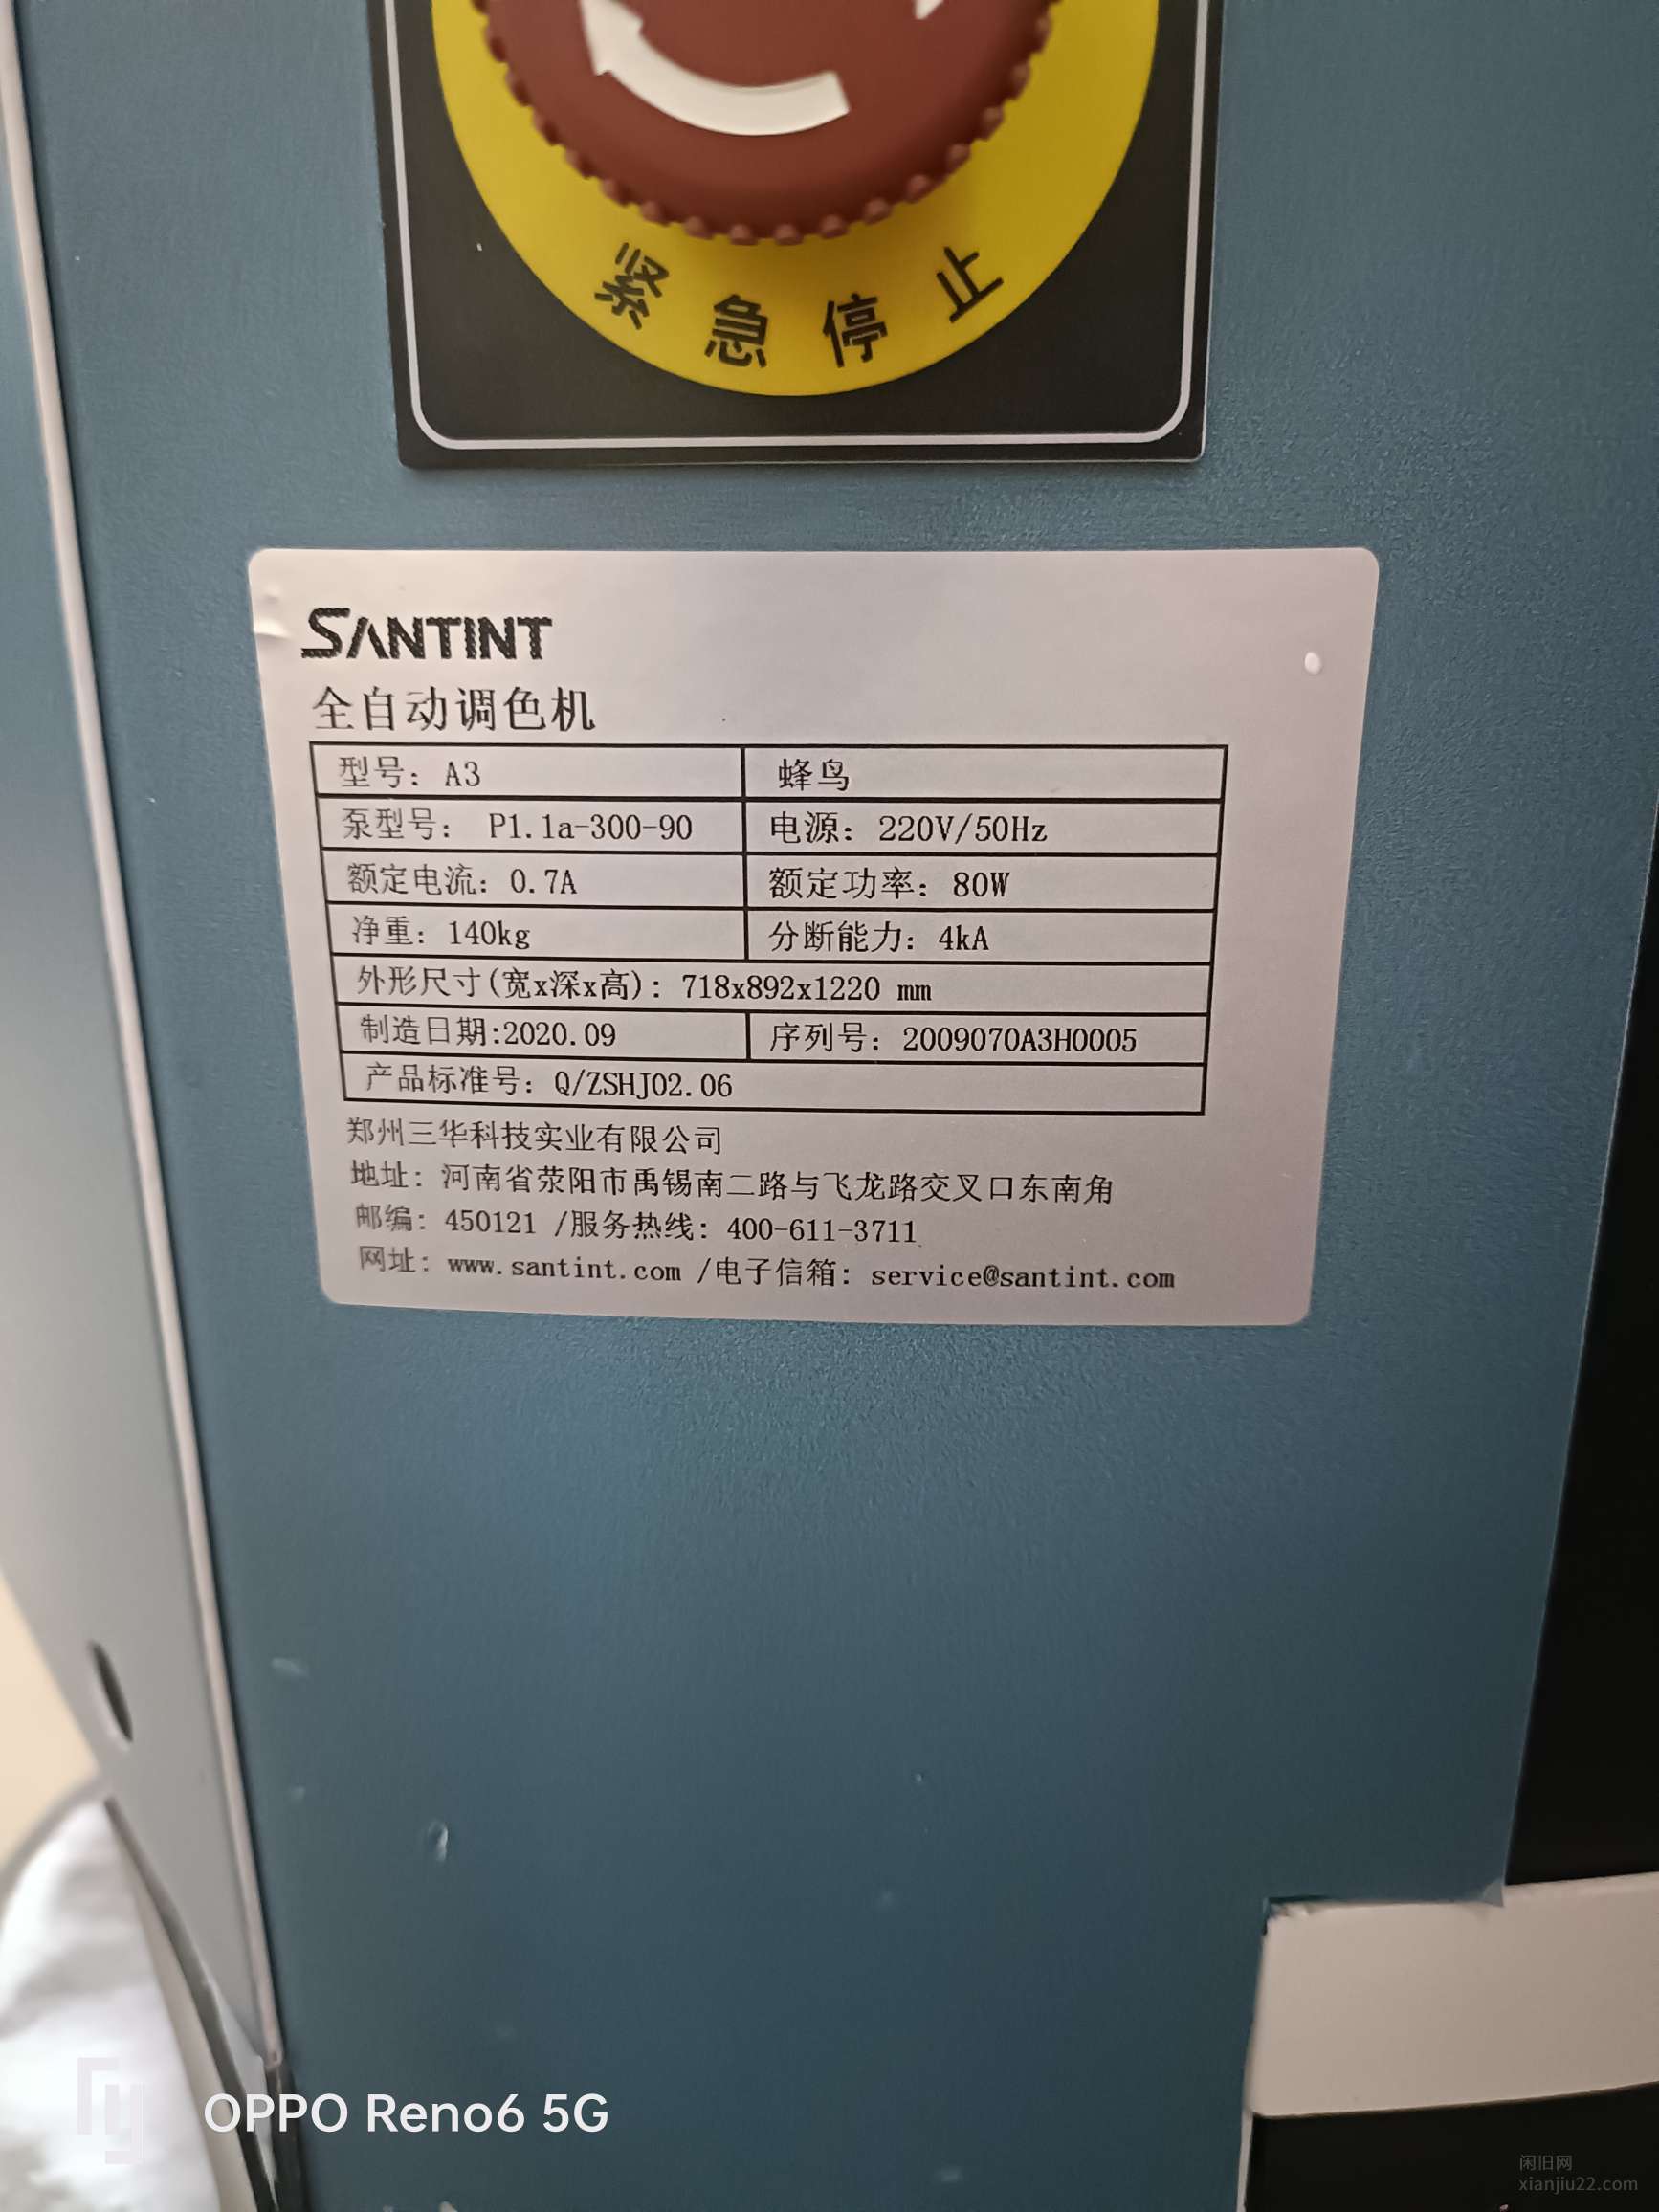 紧急停止
SANTINT
全自动调色机
型号: A3 蜂鸟
泵型号: P1.1a-300-90 电源: 220V/50Hz
额定电流: 0.7A 额定功率: 80W
净重: 140kg 分断能力: 4kA
外形尺寸(宽x深x高): 718x892x1220 mm
制造日期:2020.09 序列号: 2009070A3H0005
产品标准号: Q/ZSHJ02.06
郑州三华科技实业有限公司
地址: 河南省荥阳市禹锡南二路与飞龙路交叉口东南角
邮编: 450121 /服务热线: 400-611-3711
网址: www.santint.com /电子信箱: service@santint.com
OPPO Reno6 5G
闲旧网
xianjiu22.com